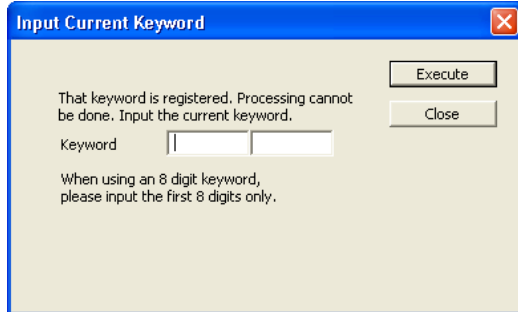 Input Current Keyword
Execute
That keyword is registered. Processing cannot
be done. Input the current keyword.
Close
Keyword
When using an 8 digit keyword,
please input the first 8 digits only.